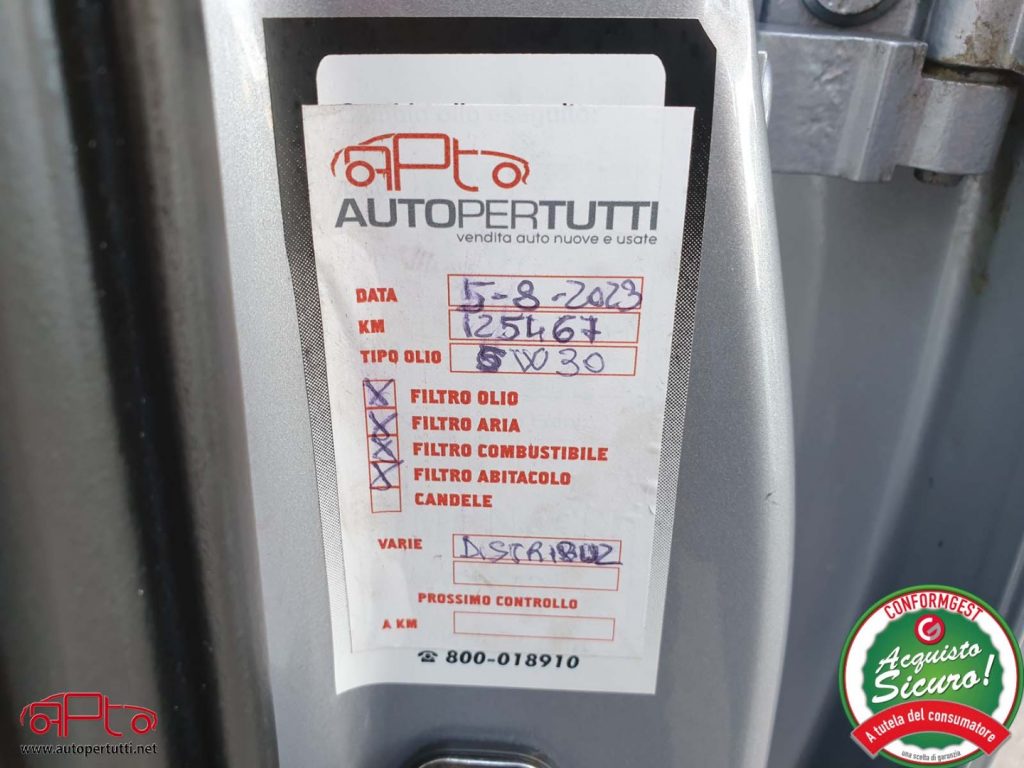 APto
AUTOPERTUTTI
vendita auto nuove e usate
DATA 5-8-2023
KM 125467
TIPO OLIO 5W30
FILTRO OLIO
FILTRO ARIA
FILTRO COMBUSTIBILE
FILTRO ABITACOLO
CANDELE
VARIE DISTRIBUZ
PROSSIMO CONTROLLO
A KM
☎ 800-018910
APto
www.autopertutti.net
CONFORMGEST
Acquisto
Sicuro!
A tutela del consumatore
una scelta di garanzia